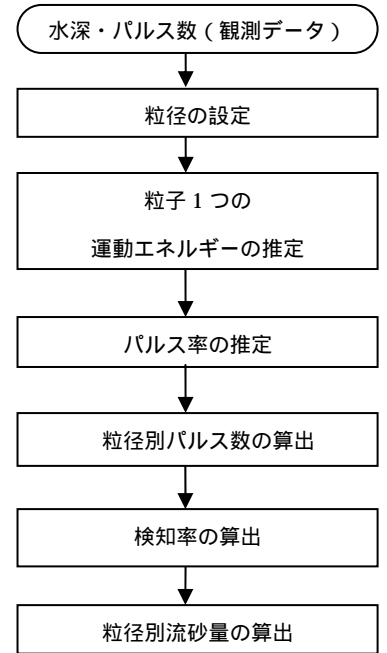 水深・パルス数(観測データ)
粒径の設定
粒子1つの
運動エネルギーの推定
パルス率の推定
粒径別パルス数の算出
検知率の算出
粒径別流砂量の算出